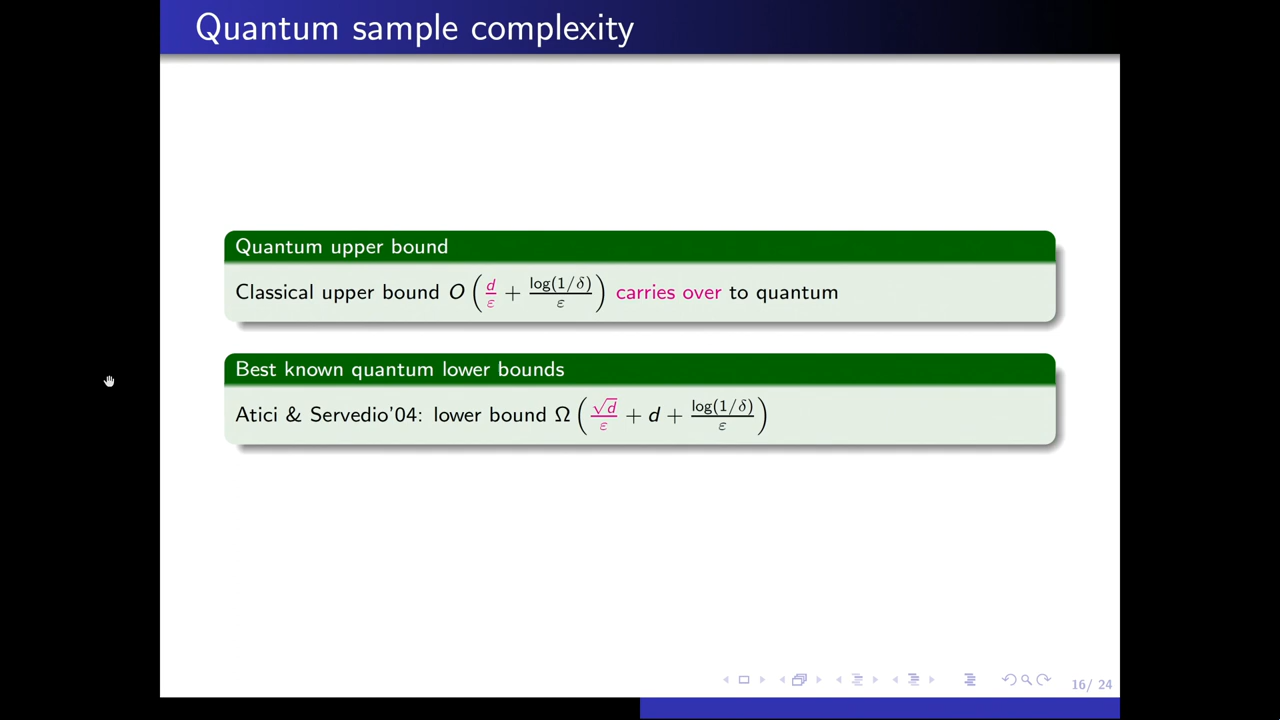 Quantum sample complexity
Quantum upper bound
Classical upper bound O(d/ε + log(1/δ)/ε) carries over to quantum
Best known quantum lower bounds
Atici & Servedio'04: lower bound Ω(√d/ε + d + log(1/δ)/ε)
16/ 24